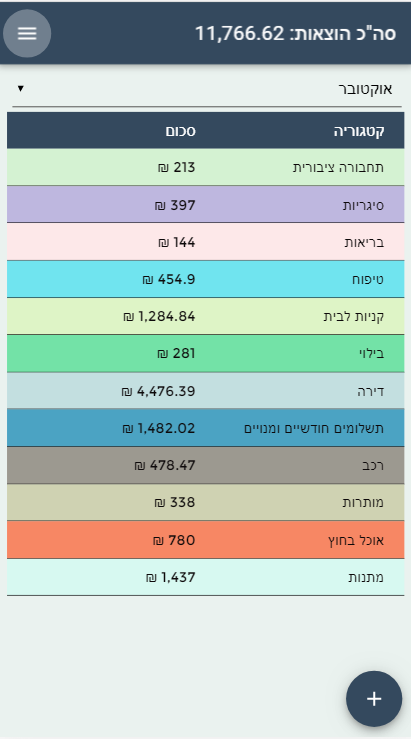 סה"כ הוצאות: 11,766.62
אוקטובר
קטגוריה סכום
תחבורה ציבורית 213 ₪
סיגריות 397 ₪
בריאות 144 ₪
טיפוח 454.9 ₪
קניות לבית 1,284.84 ₪
בילוי 281 ₪
דירה 4,476.39 ₪
תשלומים חודשיים ומנויים 1,482.02 ₪
רכב 478.47 ₪
מותרות 338 ₪
אוכל בחוץ 780 ₪
מתנות 1,437 ₪